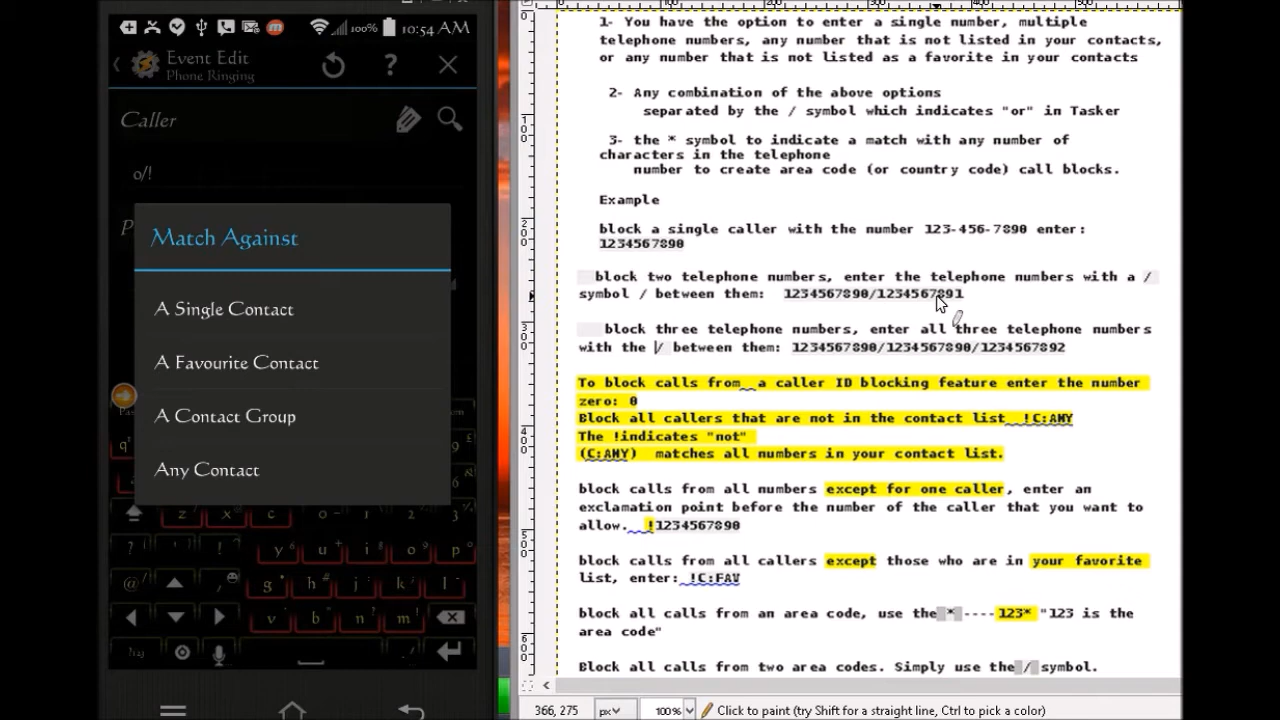 100% 10:54 AM
Event Edit
Phone Ringing
?
Caller
o/!
P
Match Against
A Single Contact
A Favourite Contact
A Contact Group
Any Contact
1- You have the option to enter a single number, multiple
telephone numbers, any number that is not listed in your contacts,
or any number that is not listed as a favorite in your contacts
2- Any combination of the above options
separated by the / symbol which indicates "or" in Tasker
3- the * symbol to indicate a match with any number of
characters in the telephone
number to create area code (or country code) call blocks.
Example
block a single caller with the number 123-456-7890 enter:
1234567890
block two telephone numbers, enter the telephone numbers with a /
symbol / between them: 1234567890/1234567891
block three telephone numbers, enter all three telephone numbers
with the / between them: 1234567890/1234567890/1234567892
To block calls from a caller ID blocking feature enter the number
zero: 0
Block all callers that are not in the contact list !C:ANY
The !indicates "not"
(C:ANY) matches all numbers in your contact list.
block calls from all numbers except for one caller, enter an
exclamation point before the number of the caller that you want to
allow. !1234567890
block calls from all callers except those who are in your favorite
list, enter: !C:FAV
block all calls from an area code, use the * ---- 123* "123 is the
area code"
Block all calls from two area codes. Simply use the / symbol.
366, 275 px 100% Click to paint (try Shift for a straight line, Ctrl to pick a color)